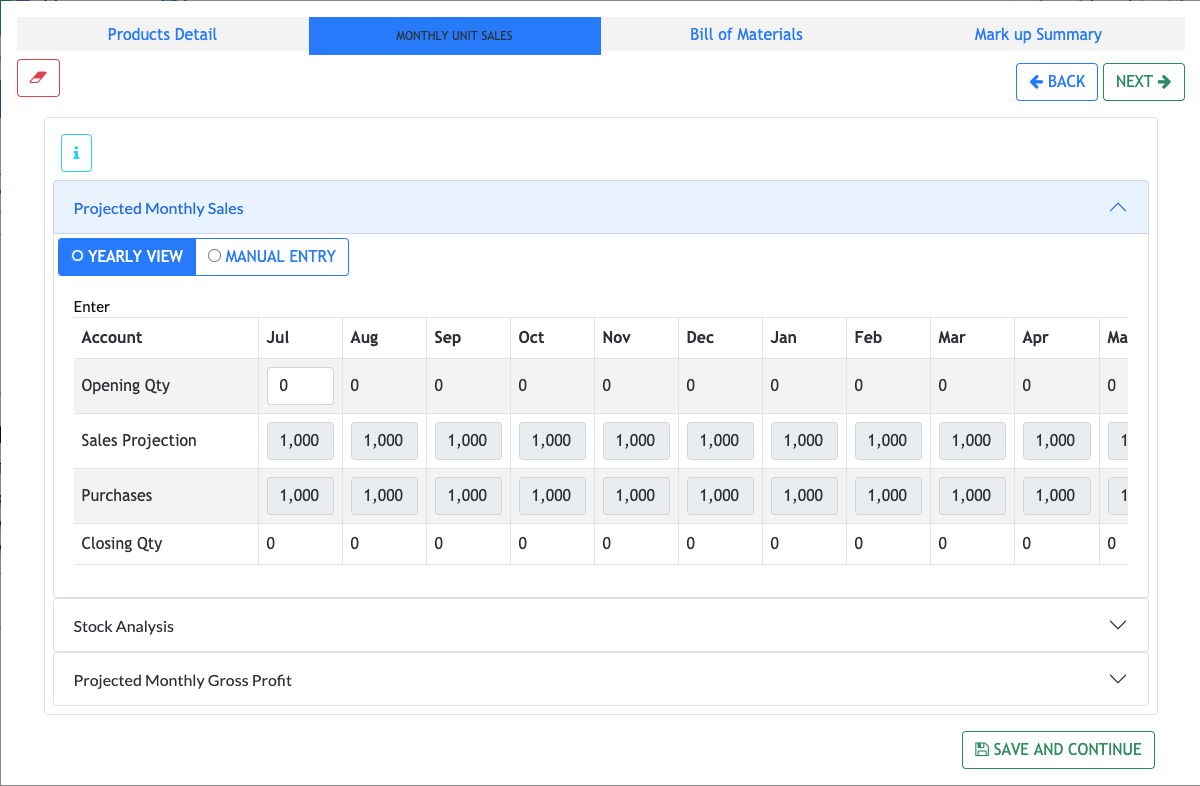 Products Detail MONTHLY UNIT SALES Bill of Materials Mark up Summary
BACK NEXT
i
Projected Monthly Sales
YEARLY VIEW MANUAL ENTRY
Enter
Account Jul Aug Sep Oct Nov Dec Jan Feb Mar Apr Ma
Opening Qty 0 0 0 0 0 0 0 0 0 0 0
Sales Projection 1,000 1,000 1,000 1,000 1,000 1,000 1,000 1,000 1,000 1,000 1
Purchases 1,000 1,000 1,000 1,000 1,000 1,000 1,000 1,000 1,000 1,000 1
Closing Qty 0 0 0 0 0 0 0 0 0 0 0
Stock Analysis
Projected Monthly Gross Profit
SAVE AND CONTINUE